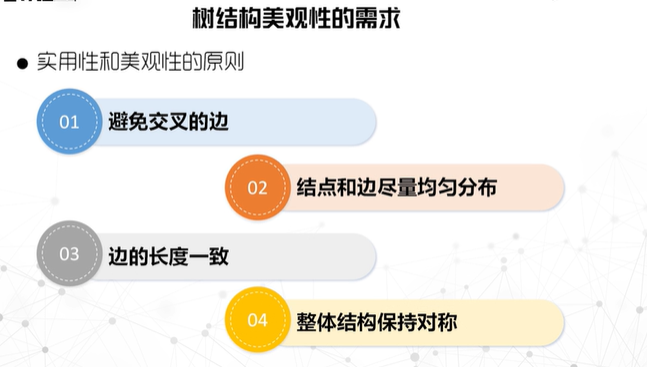 树结构美观性的需求
● 实用性和美观性的原则
01 避免交叉的边
02 结点和边尽量均匀分布
03 边的长度一致
04 整体结构保持对称